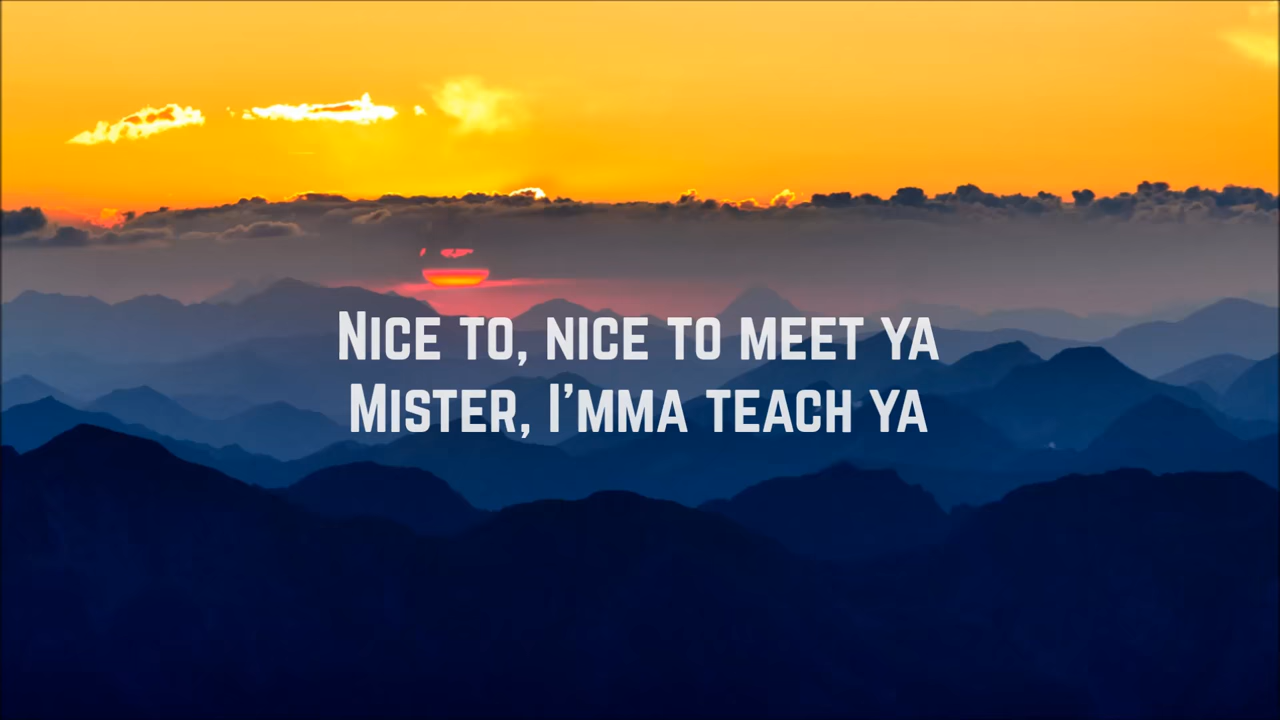 Nice to, nice to meet ya
Mister, I'mma teach ya